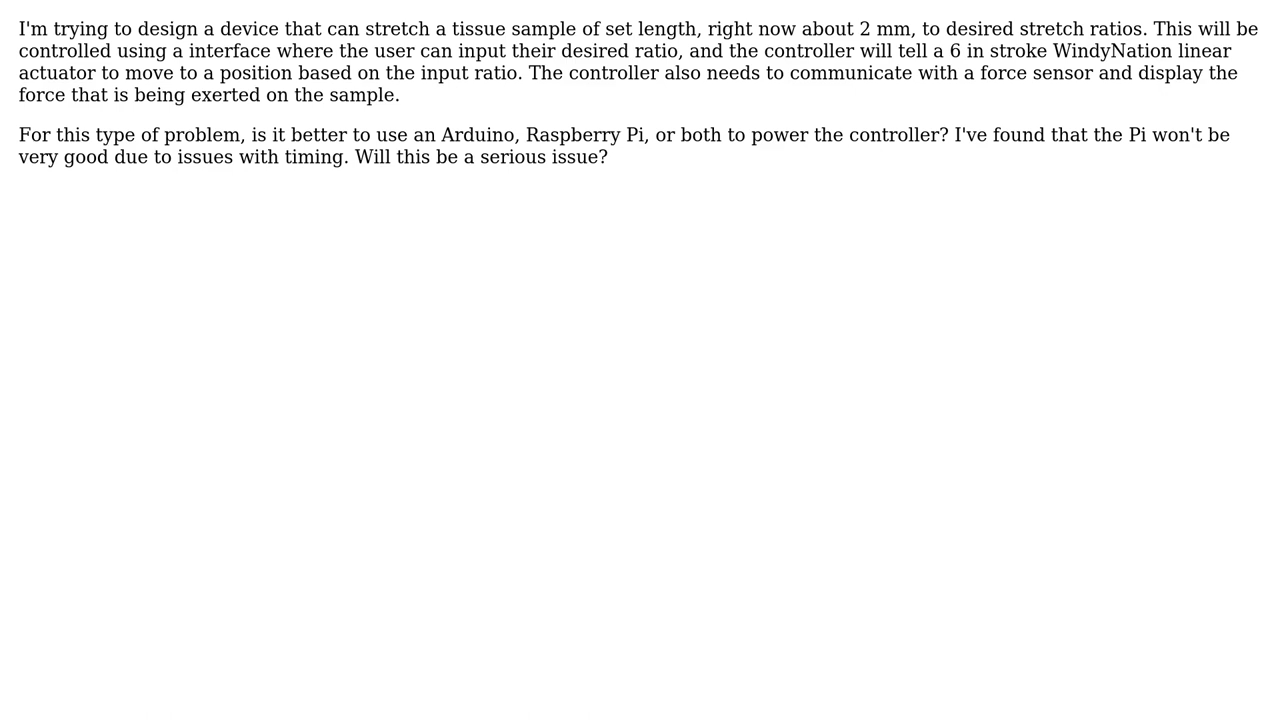 I'm trying to design a device that can stretch a tissue sample of set length, right now about 2 mm, to desired stretch ratios. This will be
controlled using a interface where the user can input their desired ratio, and the controller will tell a 6 in stroke WindyNation linear
actuator to move to a position based on the input ratio. The controller also needs to communicate with a force sensor and display the
force that is being exerted on the sample.
For this type of problem, is it better to use an Arduino, Raspberry Pi, or both to power the controller? I've found that the Pi won't be
very good due to issues with timing. Will this be a serious issue?